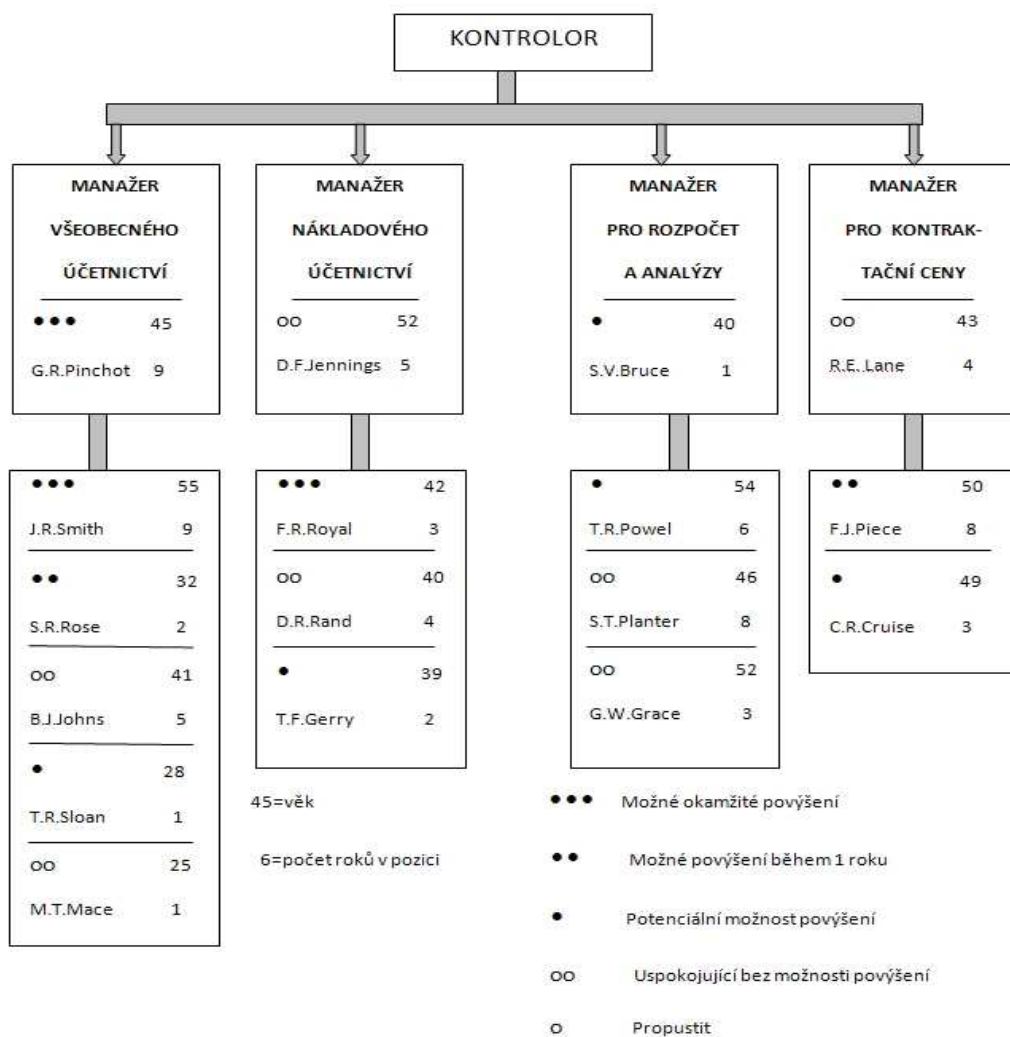 KONTROLOR
MANAŽER
VŠEOBECNÉHO
ÚČETNICTVÍ
●●● 45
G.R.Pinchot 9
MANAŽER
NÁKLADOVÉHO
ÚČETNICTVÍ
oo 52
D.F.Jennings 5
MANAŽER
PRO ROZPOČET
A ANALÝZY
● 40
S.V.Bruce 1
MANAŽER
PRO KONTRAK-
TAČNÍ CENY
oo 43
R.E. Lane 4
●●● 55
J.R.Smith 9
●● 32
S.R.Rose 2
oo 41
B.J.Johns 5
● 28
T.R.Sloan 1
oo 25
M.T.Mace 1
●●● 42
F.R.Royal 3
oo 40
D.R.Rand 4
● 39
T.F.Gerry 2
● 54
T.R.Powel 6
oo 46
S.T.Planter 8
oo 52
G.W.Grace 3
●● 50
F.J.Piece 8
● 49
C.R.Cruise 3
45=věk
6=počet roků v pozici
●●● Možné okamžité povýšení
●● Možné povýšení během 1 roku
● Potenciální možnost povýšení
oo Uspokojující bez možnosti povýšení
o Propustit